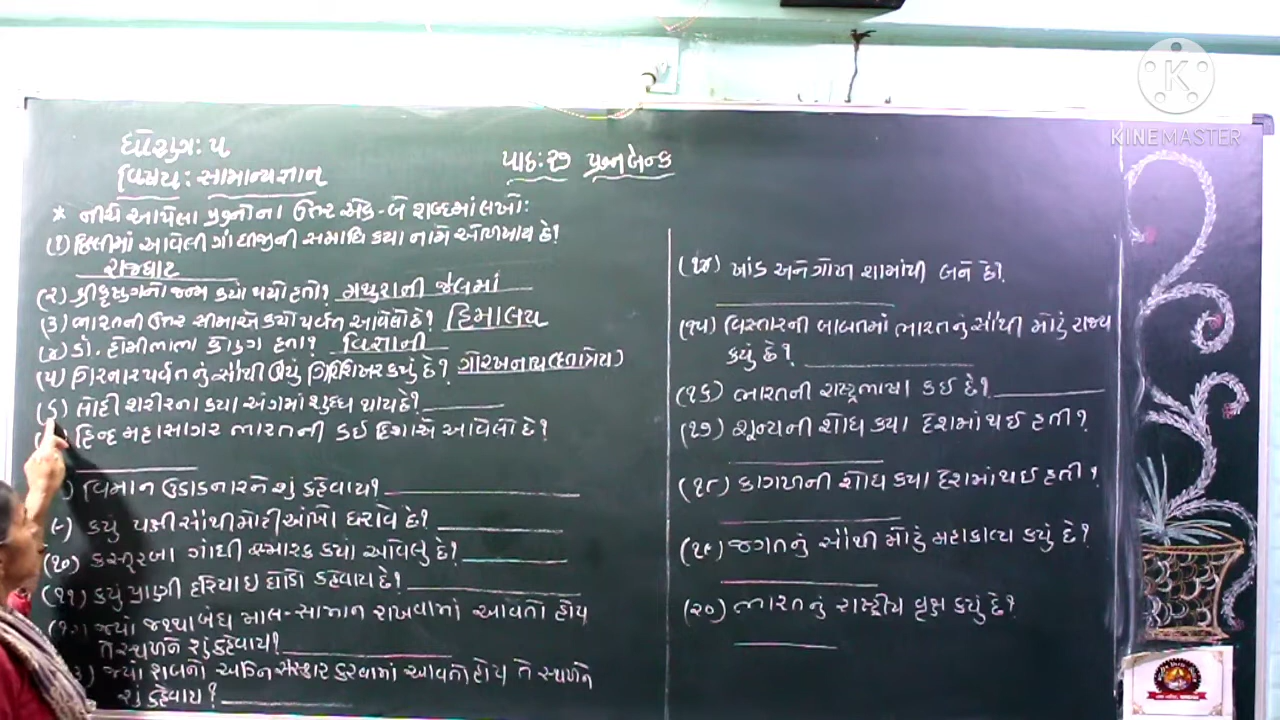 ધોરણ: ૫
વિષય: સામાન્યજ્ઞાન
પાઠ: ૨૭ પ્રશ્નબેન્ક
* નીચે આપેલા પ્રશ્નોના ઉત્તર એક-બે શબ્દમાં લખો:
(૧) દિલ્લીમાં આવેલી ગાંધીજીની સમાધિ કયા નામે ઓળખાય છે?
રાજઘાટ
(૨) શ્રીકૃષ્ણનો જન્મ કયાં થયો હતો? મથુરાની જેલમાં
(૩) ભારતની ઉત્તર સીમાએ કયો પર્વત આવેલો છે? હિમાલય
(૪) ડૉ. હોમીભાભા કોણ હતા? વિજ્ઞાની
(૫) ગિરનાર પર્વતનું સૌથી ઊંચું ગિરિશિખર કયું છે? ગોરખનાથ
(૬) લોહી શરીરના કયા અંગમાં શુધ્ધ થાય છે?
હિન્દ મહાસાગર ભારતની કઈ દિશાએ આવેલો છે?
) વિમાન ઉડાડનારને શું કહેવાય?
(૯) કયું પક્ષી સૌથી મોટી આંખો ધરાવે છે?
(૧૦) કસ્તૂરબા ગાંધી સ્મારક કયાં આવેલું છે?
(૧૧) કયું પ્રાણી દરિયાઈ ઘોડો કહેવાય છે?
(૧૨) જ્યાં જથ્થાબંધ માલ-સામાન રાખવામાં આવતો હોય
તે સ્થળને શું કહેવાય?
૩) જ્યાં શબનો અગ્નિ સંસ્કાર કરવામાં આવતો હોય તે સ્થળને
શું કહેવાય?
(૧૪) ખાંડ અને ગોળ શામાંથી બને છે?
(૧૫) વિસ્તારની બાબતમાં ભારતનું સૌથી મોટું રાજ્ય
કયું છે?
(૧૬) ભારતની રાષ્ટ્રભાષા કઈ છે?
(૧૭) શૂન્યની શોધ કયા દેશમાં થઈ હતી?
(૧૮) કાગળની શોધ કયા દેશમાં થઈ હતી?
(૧૯) જગતનું સૌથી મોટું મહાકાવ્ય કયું છે?
(૨૦) ભારતનું રાષ્ટ્રીય વૃક્ષ કયું છે?
K
KINEMASTER